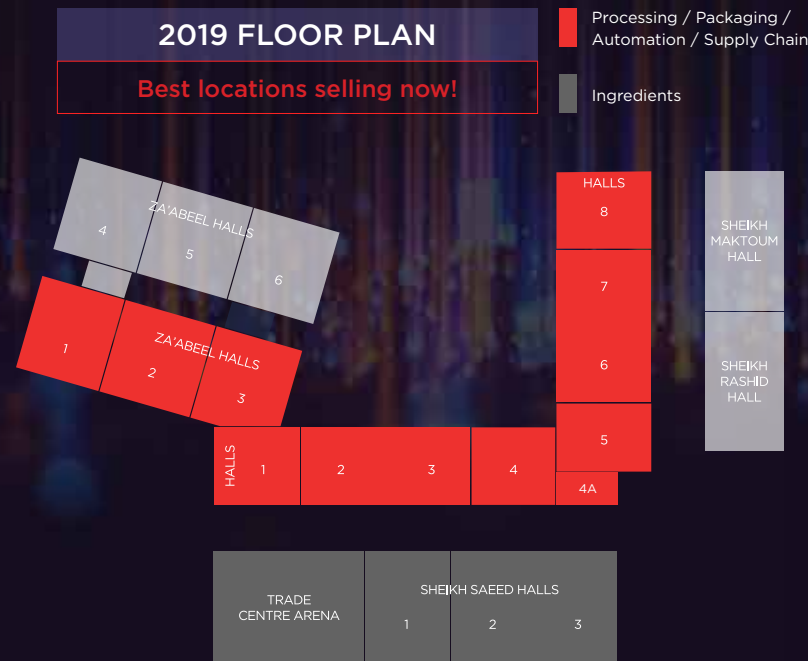 2019 FLOOR PLAN
Best locations selling now!
Processing / Packaging /
Automation / Supply Chain
Ingredients
ZA'ABEEL HALLS
4
5
6
ZA'ABEEL HALLS
1
2
3
HALLS
8
7
6
5
4A
SHEIKH
MAKTOUM
HALL
SHEIKH
RASHID
HALL
HALLS
1
2
3
4
TRADE
CENTRE ARENA
SHEIKH SAEED HALLS
1
2
3